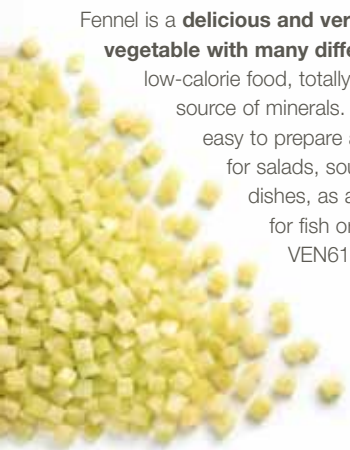 Fennel is a delicious and ver
vegetable with many diffe
low-calorie food, totally
source of minerals.
easy to prepare a
for salads, sou
dishes, as a
for fish or
VEN61